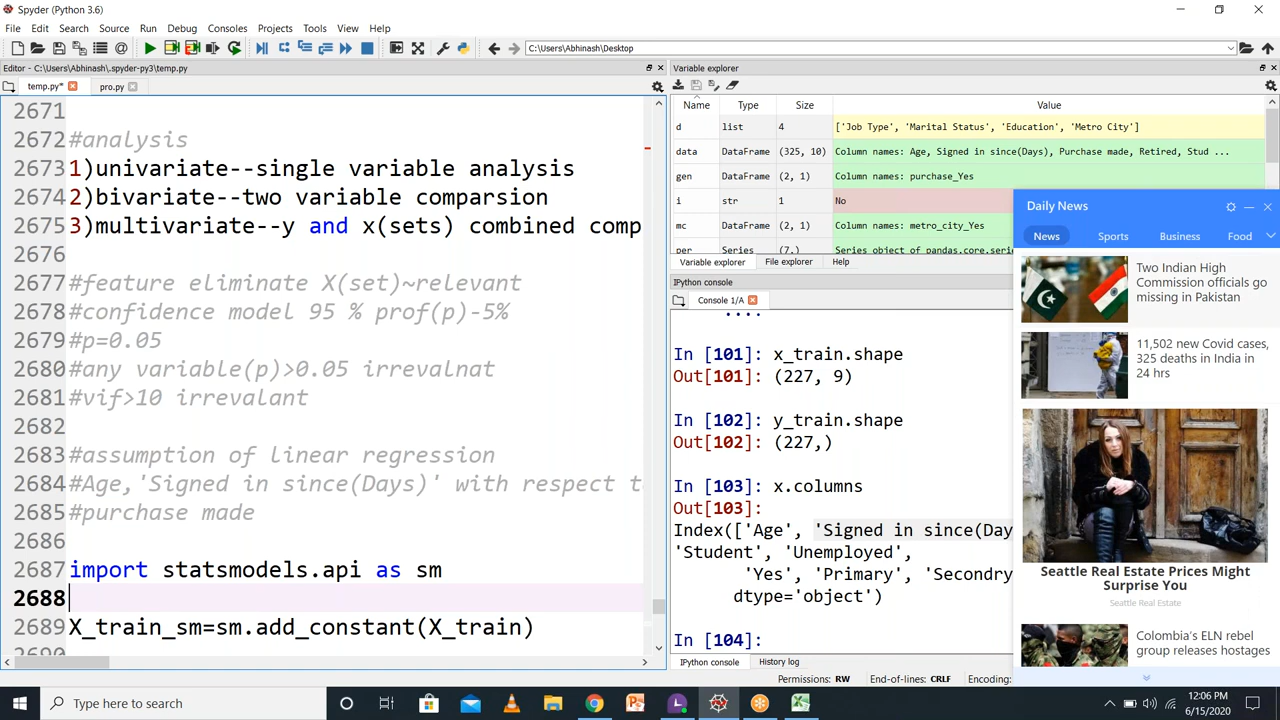 Spyder (Python 3.6)
File Edit Search Source Run Debug Consoles Projects Tools View Help
C:\Users\Abhinash\Desktop
Editor - C:\Users\Abhinash\.spyder-py3\temp.py
temp.py* pro.py
2671
2672 #analysis
2673 1)univariate--single variable analysis
2674 2)bivariate--two variable comparsion
2675 3)multivariate--y and x(sets) combined comp
2676
2677 #feature eliminate X(set)~relevant
2678 #confidence model 95 % prof(p)-5%
2679 #p=0.05
2680 #any variable(p)>0.05 irrevalnat
2681 #vif>10 irrevalant
2682
2683 #assumption of linear regression
2684 #Age,'Signed in since(Days)' with respect t
2685 #purchase made
2686
2687 import statsmodels.api as sm
2688
2689 X_train_sm=sm.add_constant(X_train)
2690
Variable explorer
Name Type Size Value
d list 4 ['Job Type', 'Marital Status', 'Education', 'Metro City']
data DataFrame (325, 10) Column names: Age, Signed in since(Days), Purchase made, Retired, Stud ...
gen DataFrame (2, 1) Column names: purchase_Yes
i str 1 No
mc DataFrame (2, 1) Column names: metro_city_Yes
per Series (7,) Series object of pandas.core.serie
Variable explorer File explorer Help
IPython console
Console 1/A
....
In [101]: x_train.shape
Out[101]: (227, 9)
In [102]: y_train.shape
Out[102]: (227,)
In [103]: x.columns
Out[103]:
Index(['Age', 'Signed in since(Day
'Student', 'Unemployed',
'Yes', 'Primary', 'Secondry
dtype='object')
In [104]:
IPython console History log
Permissions: RW End-of-lines: CRLF Encoding:
Daily News
News Sports Business Food
Two Indian High
Commission officials go
missing in Pakistan
11,502 new Covid cases,
325 deaths in India in
24 hrs
Seattle Real Estate Prices Might
Surprise You
Seattle Real Estate
Colombia's ELN rebel
group releases hostages
Type here to search
12:06 PM
6/15/2020